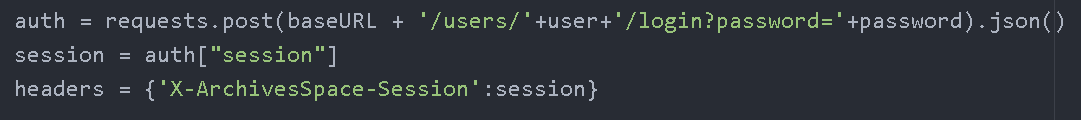 auth = requests.post(baseURL + '/users/'+user+'/login?password='+password).json()
session = auth["session"]
headers = {'X-ArchivesSpace-Session':session}